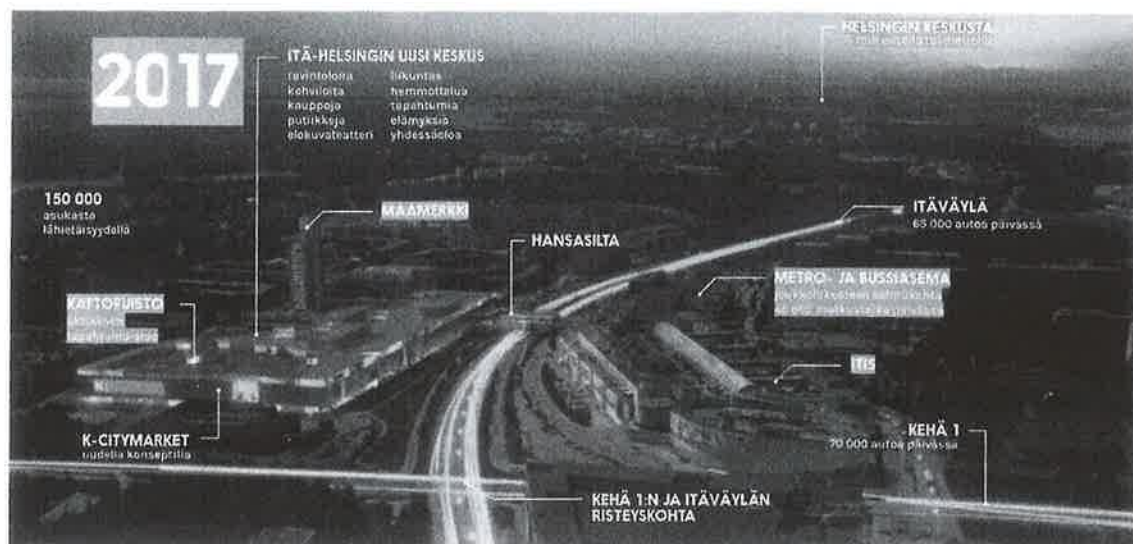 2017
ITÄ-HELSINGIN UUSI KESKUS
ravintoloita
kahviloita
kauppoja
putiikkeja
elokuvateatteri
liikuntaa
hemmottelua
tapahtumia
elämyksiä
yhdessäoloa
HELSINGIN KESKUSTA
150 000
asukasta
lähietäisyydellä
MAAMERKKI
HANSASILTA
ITÄVÄYLÄ
65 000 autoa päivässä
METRO- JA BUSSIASEMA
KATTOPUISTO
ITIS
K-CITYMARKET
uudella konseptilla
KEHÄ 1
70 000 autoa päivässä
KEHÄ 1:N JA ITÄVÄYLÄN
RISTEYSKOHTA